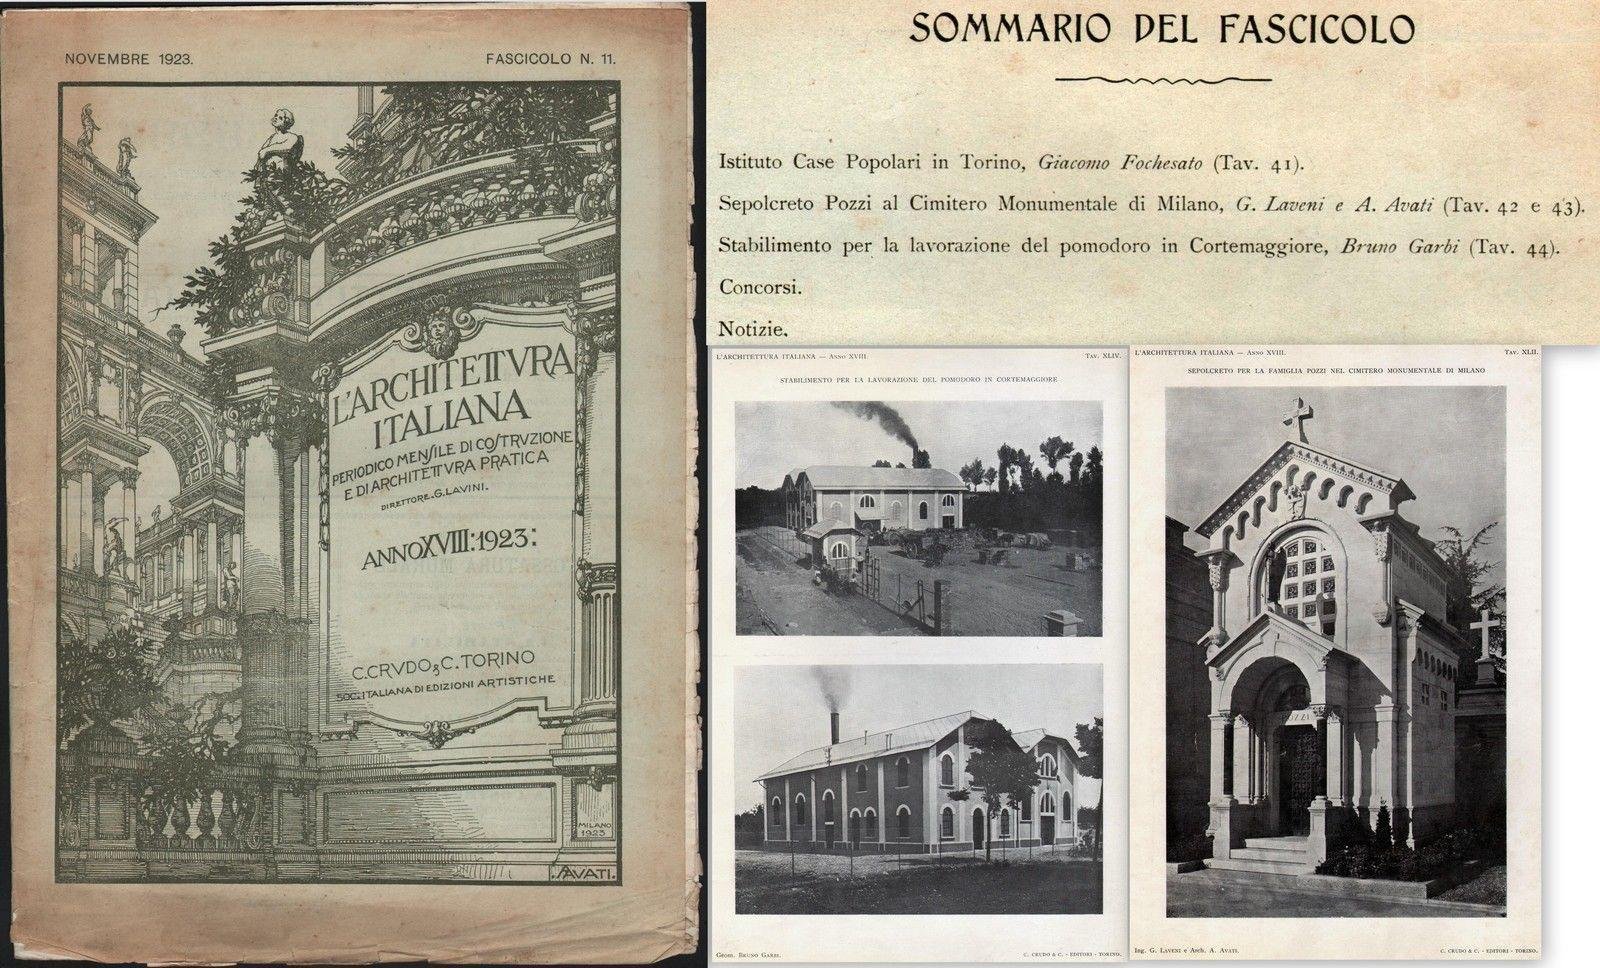 NOVEMBRE 1923.
FASCICOLO N. 11.
L'ARCHITETTVRA
ITALIANA
PERIODICO MENSILE DI COSTRVZIONE
E DI ARCHITETTVRA PRATICA
DIRETTORE.G.LAVINI.
ANNO XVIII:1923:
C.CRVDO & C. TORINO
SOC. ITALIANA DI EDIZIONI ARTISTICHE
MILANO
1923
AVATI.
SOMMARIO DEL FASCICOLO
Istituto Case Popolari in Torino, Giacomo Fochesato (Tav. 41).
Sepolcreto Pozzi al Cimitero Monumentale di Milano, G. Laveni e A. Avati (Tav. 42 e 43).
Stabilimento per la lavorazione del pomodoro in Cortemaggiore, Bruno Garbi (Tav. 44).
Concorsi.
Notizie.
L'ARCHITETTURA ITALIANA — Anno XVIII.
Tav. XLIV.
STABILIMENTO PER LA LAVORAZIONE DEL POMODORO IN CORTEMAGGIORE
Geom. Bruno Garbi.
C. CRUDO & C. - EDITORI - TORINO.
L'ARCHITETTURA ITALIANA — Anno XVIII.
Tav. XLII.
SEPOLCRETO PER LA FAMIGLIA POZZI NEL CIMITERO MONUMENTALE DI MILANO
OZZI
Ing. G. Laveni e Arch. A. Avati.
C. CRUDO & C. - EDITORI - TORINO.